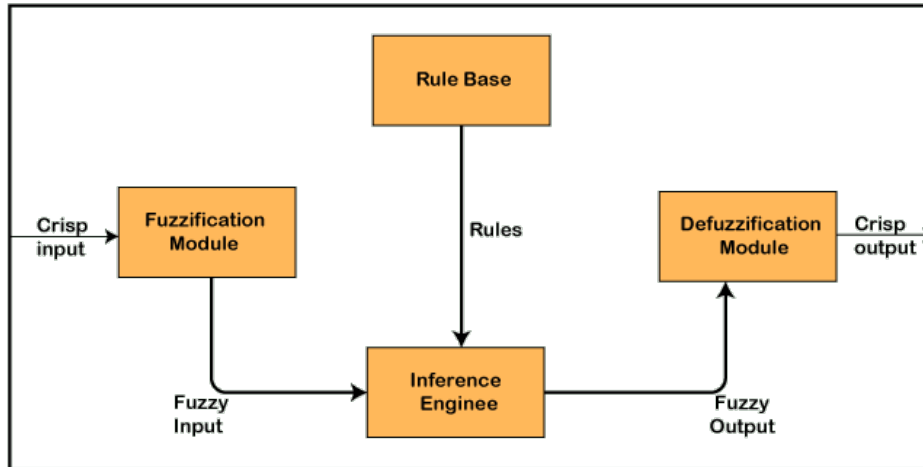 Rule Base
Crisp
input
Fuzzification
Module
Rules
Defuzzification
Module
Crisp
output
Inference
Enginee
Fuzzy
Input
Fuzzy
Output